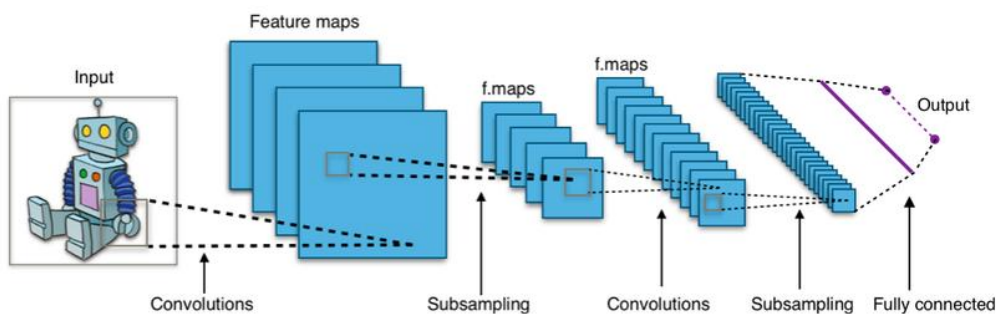 Feature maps
Input
f.maps
f.maps
Output
Convolutions
Subsampling
Convolutions
Subsampling
Fully connected